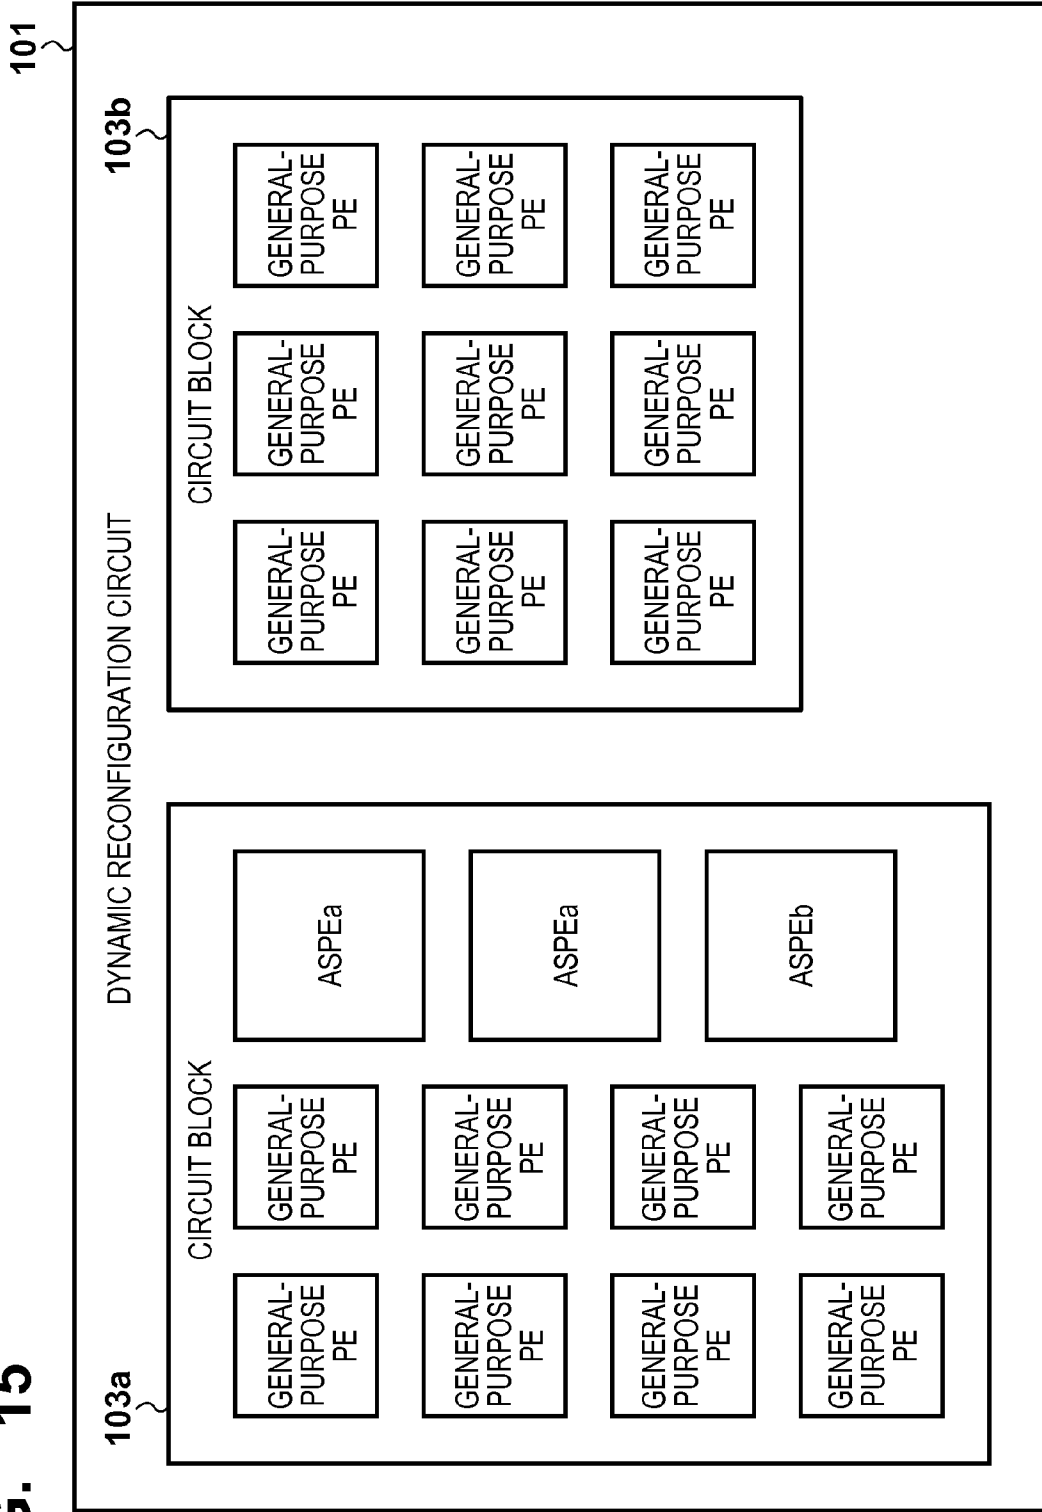 G. 15
101
DYNAMIC RECONFIGURATION CIRCUIT
103a
CIRCUIT BLOCK
GENERAL-
PURPOSE
PE
GENERAL-
PURPOSE
PE
ASPEa
GENERAL-
PURPOSE
PE
GENERAL-
PURPOSE
PE
ASPEa
GENERAL-
PURPOSE
PE
GENERAL-
PURPOSE
PE
ASPEb
GENERAL-
PURPOSE
PE
GENERAL-
PURPOSE
PE
103b
CIRCUIT BLOCK
GENERAL-
PURPOSE
PE
GENERAL-
PURPOSE
PE
GENERAL-
PURPOSE
PE
GENERAL-
PURPOSE
PE
GENERAL-
PURPOSE
PE
GENERAL-
PURPOSE
PE
GENERAL-
PURPOSE
PE
GENERAL-
PURPOSE
PE
GENERAL-
PURPOSE
PE